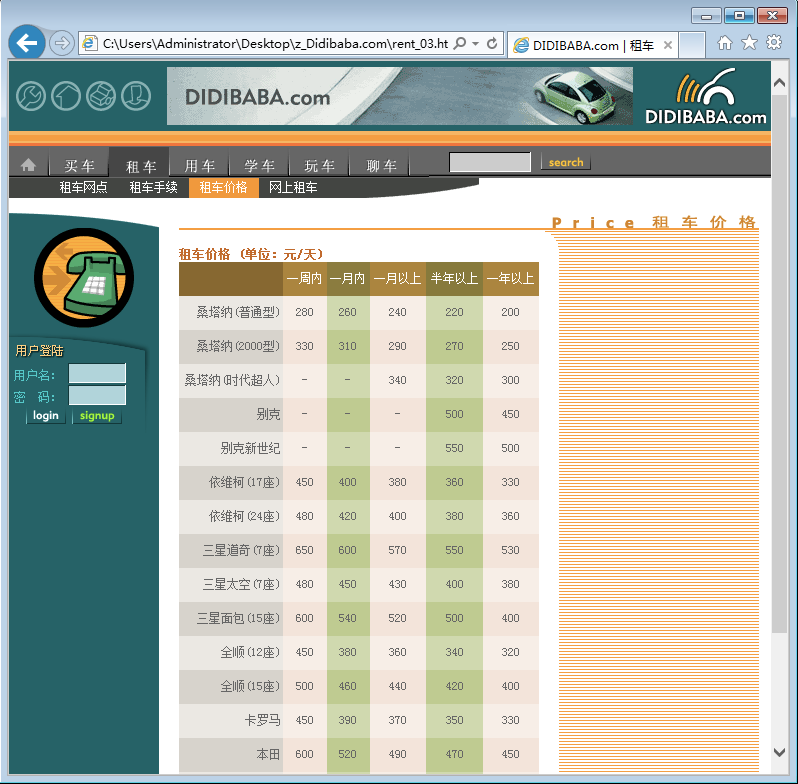 C:\Users\Administrator\Desktop\z_Didibaba.com\rent_03.ht
DIDIBABA.com | 租车
DIDIBABA.com
DIDIBABA.com
买车 租车 用车 学车 玩车 聊车 search
租车网点 租车手续 租车价格 网上租车
Price 租车价格
租车价格 (单位: 元/天)
一周内 一月内 一月以上 半年以上 一年以上
桑塔纳(普通型) 280 260 240 220 200
桑塔纳(2000型) 330 310 290 270 250
桑塔纳(时代超人) - - 340 320 300
别克 - - - 500 450
别克新世纪 - - - 550 500
依维柯(17座) 450 400 380 360 330
依维柯(24座) 480 420 400 380 360
三星道奇(7座) 650 600 570 550 530
三星太空(7座) 480 450 430 400 380
三星面包(15座) 600 540 520 500 400
全顺(12座) 450 380 360 340 320
全顺(15座) 500 460 440 420 400
卡罗马 450 390 370 350 330
本田 600 520 490 470 450
用户登陆
用户名:
密 码:
login signup